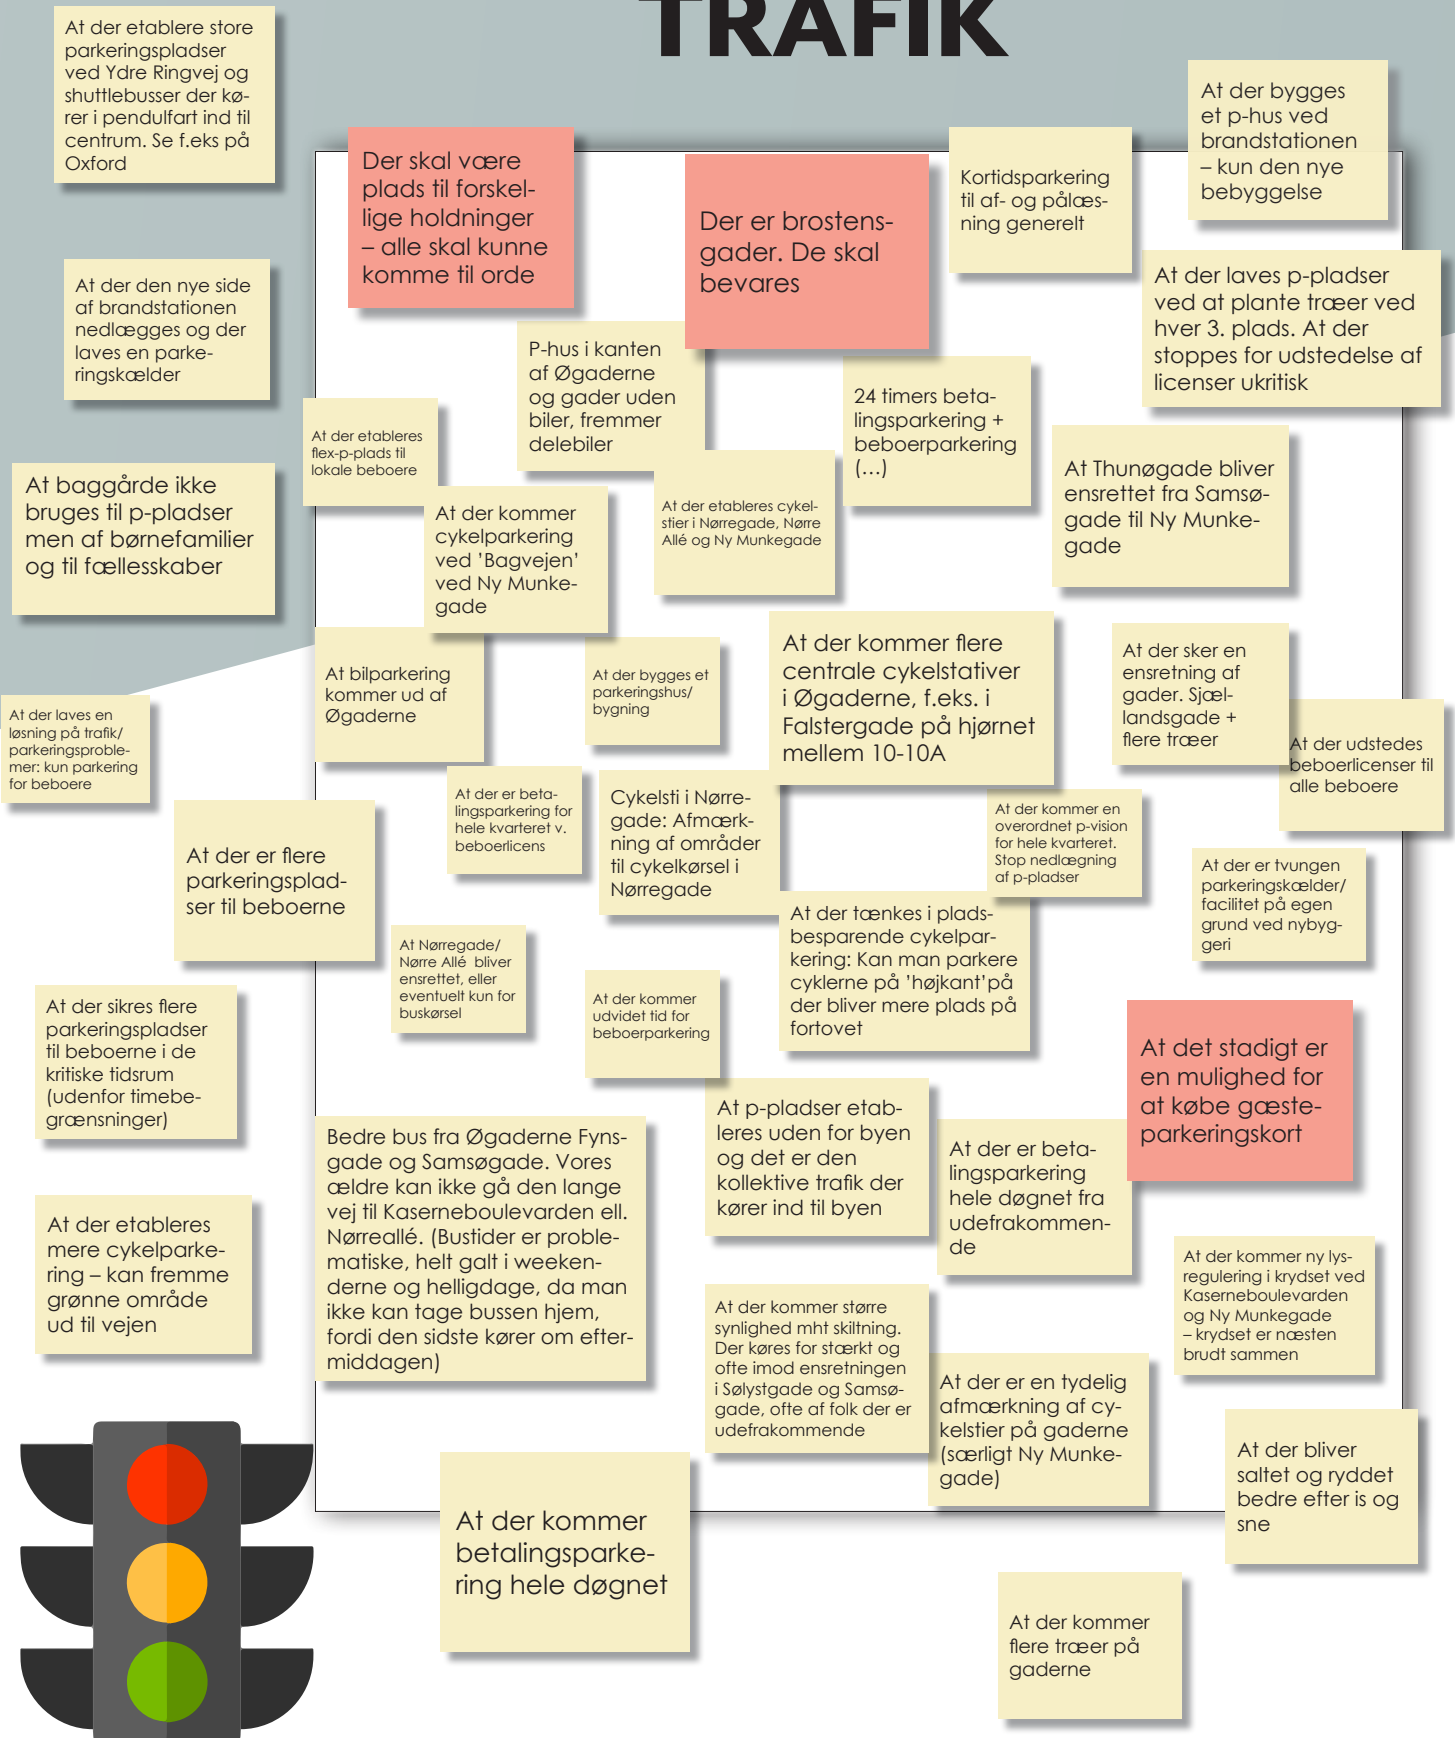 TRAFIK
At der etablere store
parkeringspladser
ved Ydre Ringvej og
shuttlebusser der kø-
rer i pendulfart ind til
centrum. Se f.eks på
Oxford
At der bygges
et p-hus ved
brandstationen
– kun den nye
bebyggelse
Der skal være
plads til forskel-
lige holdninger
– alle skal kunne
komme til orde
Der er brostens-
gader. De skal
bevares
Kortidsparkering
til af- og pålæs-
ning generelt
At der den nye side
af brandstationen
nedlægges og der
laves en parke-
ringskælder
At der laves p-pladser
ved at plante træer ved
hver 3. plads. At der
stoppes for udstedelse af
licenser ukritisk
P-hus i kanten
af Øgaderne
og gader uden
biler, fremmer
delebiler
24 timers beta-
lingsparkering +
beboerparkering
(...)
At der etableres
flex-p-plads til
lokale beboere
At Thunøgade bliver
ensrettet fra Samsø-
gade til Ny Munke-
gade
At baggårde ikke
bruges til p-pladser
men af børnefamilier
og til fællesskaber
At der kommer
cykelparkering
ved 'Bagvejen'
ved Ny Munke-
gade
At der etableres cykel-
stier i Nørregade, Nørre
Allé og Ny Munkegade
At bilparkering
kommer ud af
Øgaderne
At der bygges et
parkeringshus/
bygning
At der kommer flere
centrale cykelstativer
i Øgaderne, f.eks. i
Falstergade på hjørnet
mellem 10-10A
At der sker en
ensretning af
gader. Sjæl-
landsgade +
flere træer
At der laves en
løsning på trafik/
parkeringsproble-
mer: kun parkering
for beboere
At der udstedes
beboerlicenser til
alle beboere
At der er beta-
lingsparkering for
hele kvarteret v.
beboerlicens
Cykelsti i Nørre-
gade: Afmærk-
ning af områder
til cykelkørsel i
Nørregade
At der kommer en
overordnet p-vision
for hele kvarteret.
Stop nedlægning
af p-pladser
At der er flere
parkeringsplad-
ser til beboerne
At der er tvungen
parkeringskælder/
facilitet på egen
grund ved nybyg-
geri
At der tænkes i plads-
besparende cykelpar-
kering: Kan man parkere
cyklerne på 'højkant'på
der bliver mere plads på
fortovet
At Nørregade/
Nørre Allé bliver
ensrettet, eller
eventuelt kun for
buskørsel
At der kommer
udvidet tid for
beboerparkering
At der sikres flere
parkeringspladser
til beboerne i de
kritiske tidsrum
(udenfor timebe-
grænsninger)
At det stadigt er
en mulighed for
at købe gæste-
parkeringskort
At p-pladser etab-
leres uden for byen
og det er den
kollektive trafik der
kører ind til byen
Bedre bus fra Øgaderne Fyns-
gade og Samsøgade. Vores
ældre kan ikke gå den lange
vej til Kaserneboulevarden ell.
Nørreallé. (Bustider er proble-
matiske, helt galt i weeken-
derne og helligdage, da man
ikke kan tage bussen hjem,
fordi den sidste kører om efter-
middagen)
At der er beta-
lingsparkering
hele døgnet fra
udefrakommen-
de
At der etableres
mere cykelparke-
ring – kan fremme
grønne område
ud til vejen
At der kommer ny lys-
regulering i krydset ved
Kaserneboulevarden
og Ny Munkegade
– krydset er næsten
brudt sammen
At der kommer større
synlighed mht skiltning.
Der køres for stærkt og
ofte imod ensretningen
i Sølystgade og Samsø-
gade, ofte af folk der er
udefrakommende
At der er en tydelig
afmærkning af cy-
kelstier på gaderne
(særligt Ny Munke-
gade)
At der bliver
saltet og ryddet
bedre efter is og
sne
At der kommer
betalingsparke-
ring hele døgnet
At der kommer
flere træer på
gaderne